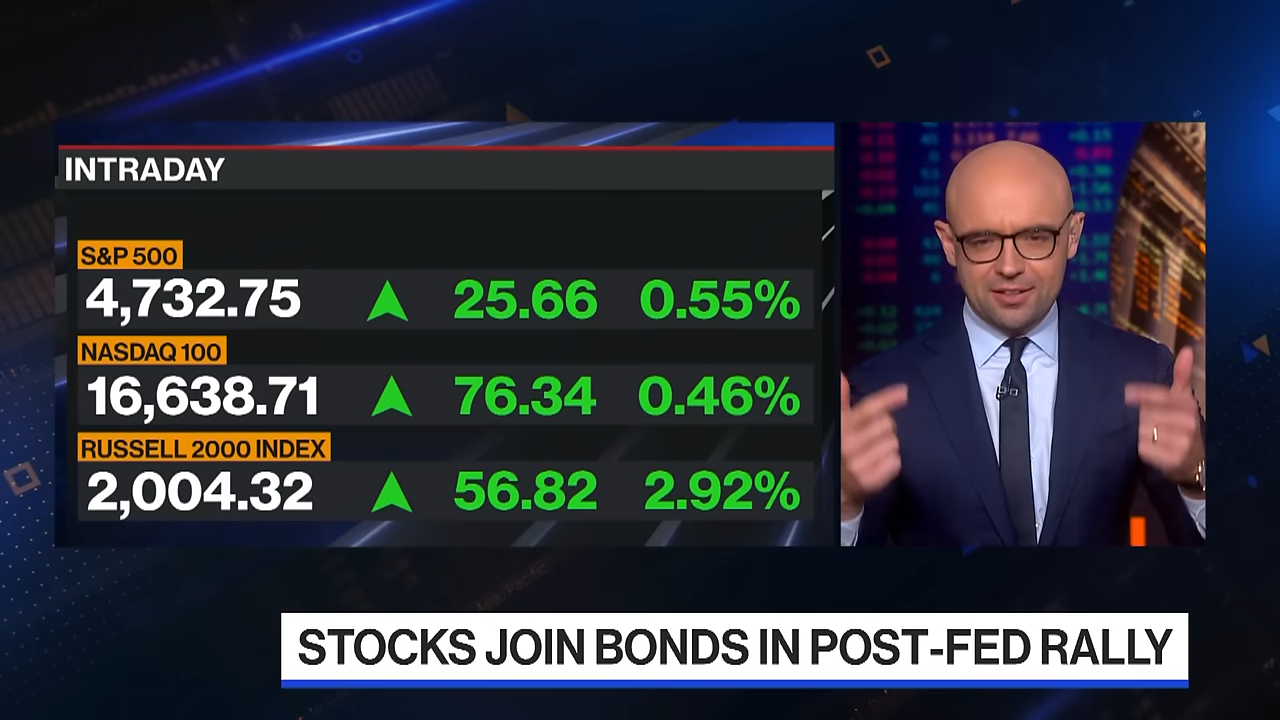 INTRADAY
S&P 500
4,732.75 ▲ 25.66 0.55%
NASDAQ 100
16,638.71 ▲ 76.34 0.46%
RUSSELL 2000 INDEX
2,004.32 ▲ 56.82 2.92%
STOCKS JOIN BONDS IN POST-FED RALLY